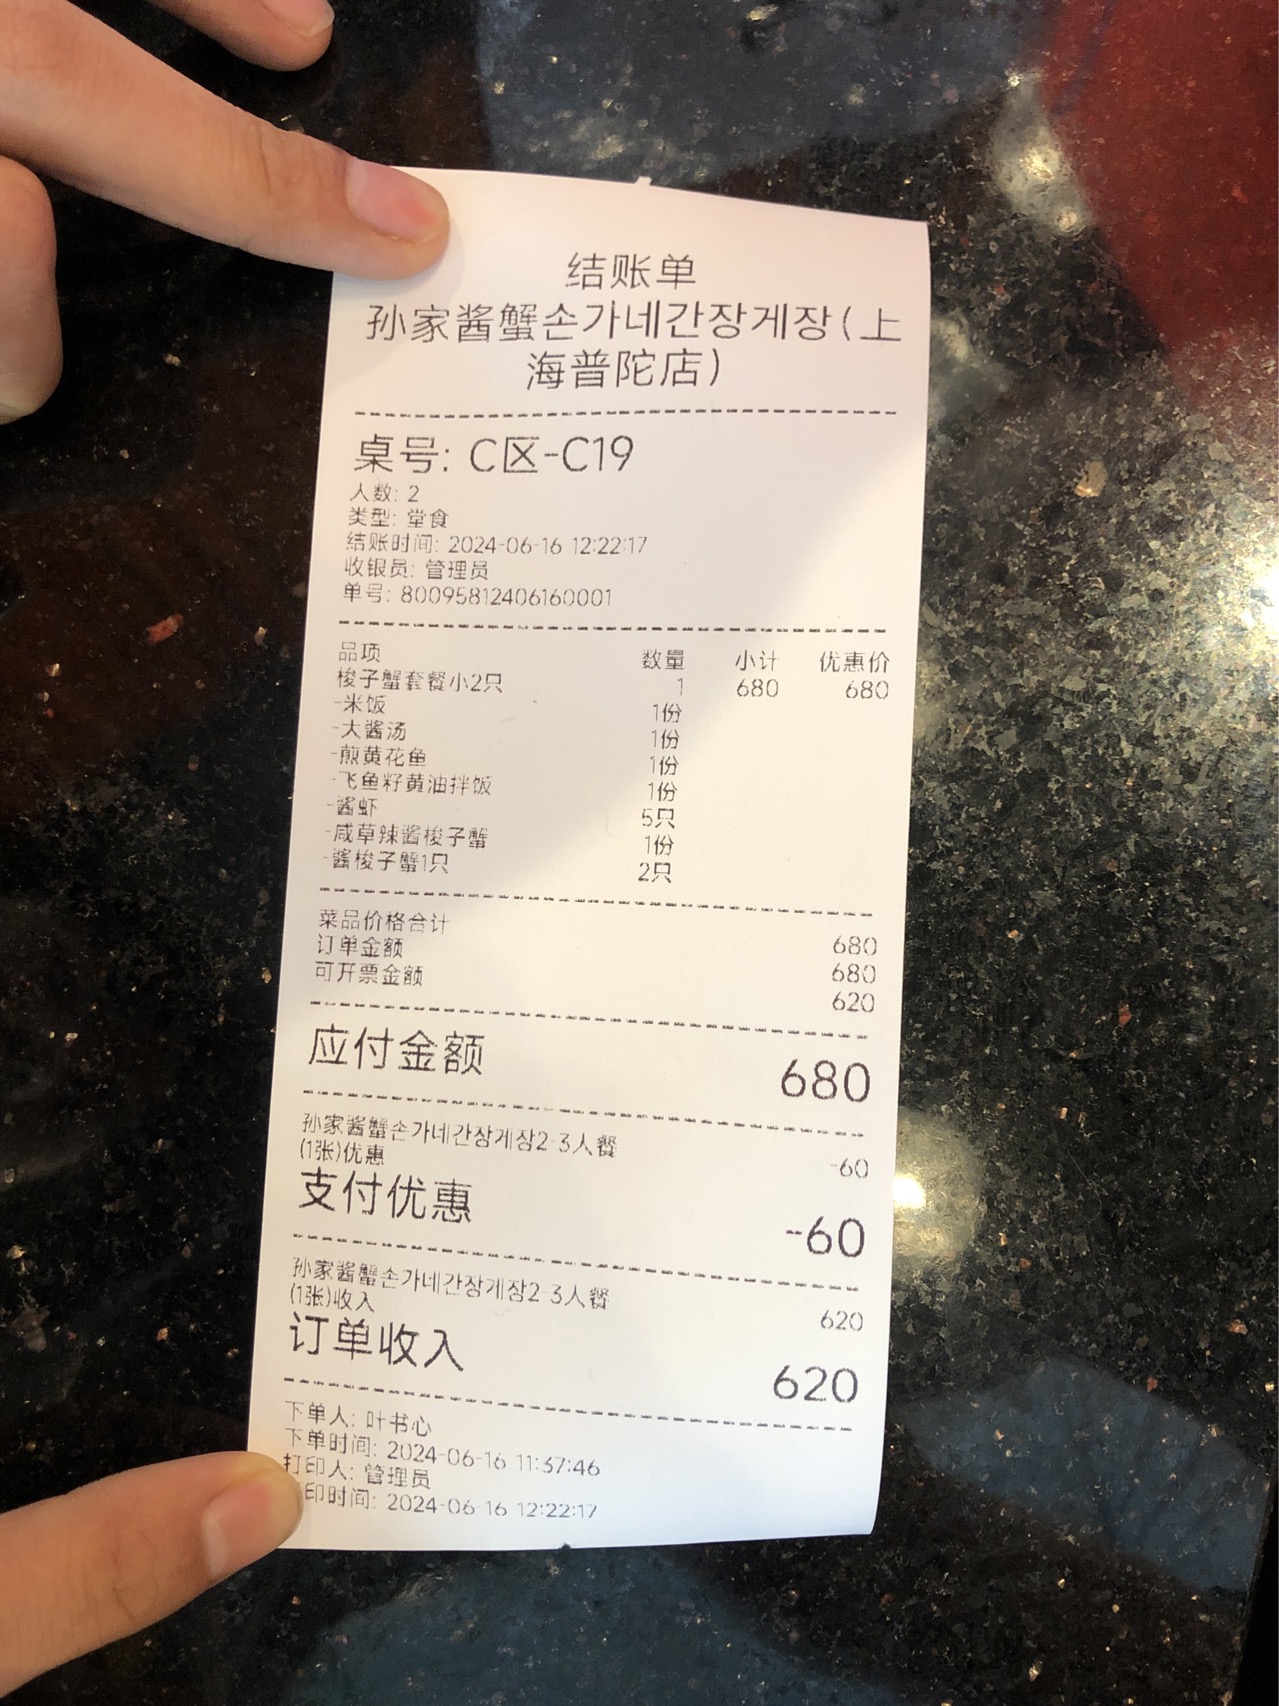 结账单
孙家酱蟹손가네간장게장(上
海普陀店)
桌号: C区-C19
人数: 2
类型: 堂食
结账时间: 2024-06-16 12:22:17
收银员: 管理员
单号: 80095812406160001
品项 数量 小计 优惠价
梭子蟹套餐小2只 1 680 680
-米饭 1份
-大酱汤 1份
-煎黄花鱼 1份
-飞鱼籽黄油拌饭 1份
-酱虾 5只
-咸草辣酱梭子蟹 1份
-酱梭子蟹1只 2只
菜品价格合计 680
订单金额 680
可开票金额 620
应付金额 680
孙家酱蟹손가네간장게장2-3人餐
(1张)优惠 -60
支付优惠 -60
孙家酱蟹손가네간장게장2-3人餐
(1张)收入 620
订单收入 620
下单人: 叶书心
下单时间: 2024-06-16 11:37:46
打印人: 管理员
印时间: 2024-06-16 12:22:17